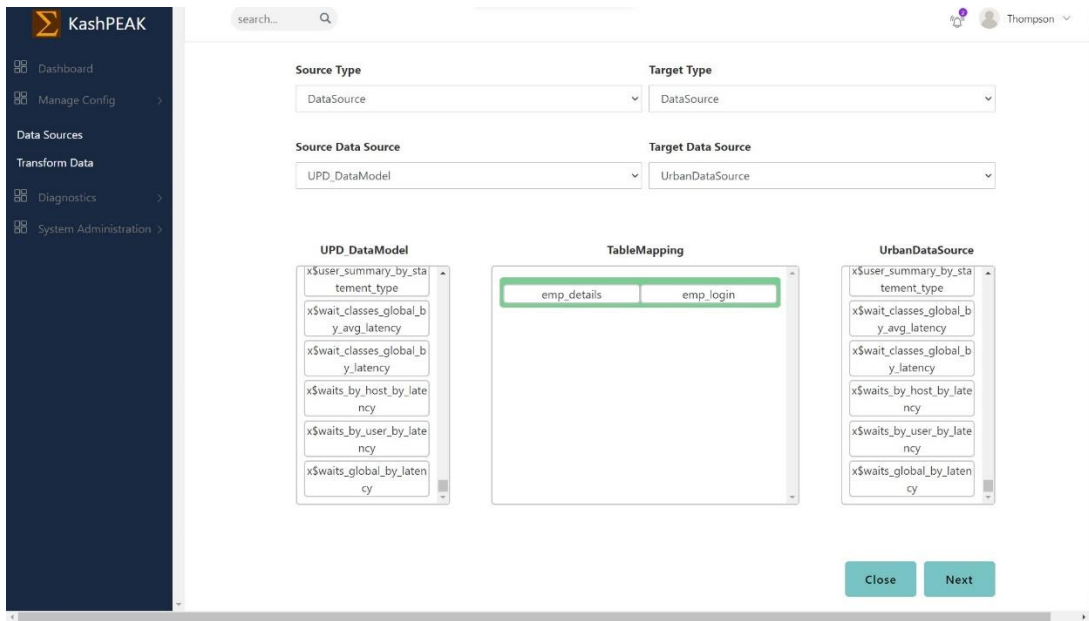 KashPEAK
search...
2
Thompson
Dashboard
Manage Config
Data Sources
Transform Data
Diagnostics
System Administration
Source Type
Target Type
DataSource
DataSource
Source Data Source
Target Data Source
UPD_DataModel
UrbanDataSource
UPD_DataModel
x$user_summary_by_sta
tement_type
x$wait_classes_global_b
y_avg_latency
x$wait_classes_global_b
y_latency
x$waits_by_host_by_late
ncy
x$waits_by_user_by_late
ncy
x$waits_global_by_laten
cy
TableMapping
emp_details
emp_login
UrbanDataSource
x$user_summary_by_sta
tement_type
x$wait_classes_global_b
y_avg_latency
x$wait_classes_global_b
y_latency
x$waits_by_host_by_late
ncy
x$waits_by_user_by_late
ncy
x$waits_global_by_laten
cy
Close
Next